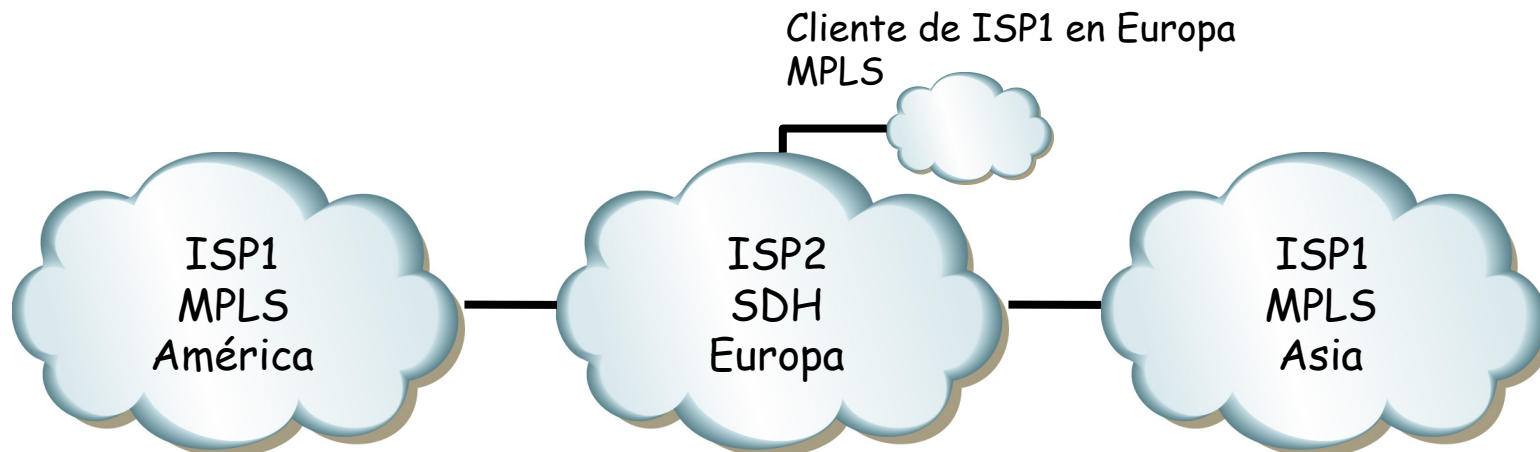 Cliente de ISP1 en Europa
MPLS
ISP1
MPLS
América
ISP2
SDH
Europa
ISP1
MPLS
Asia